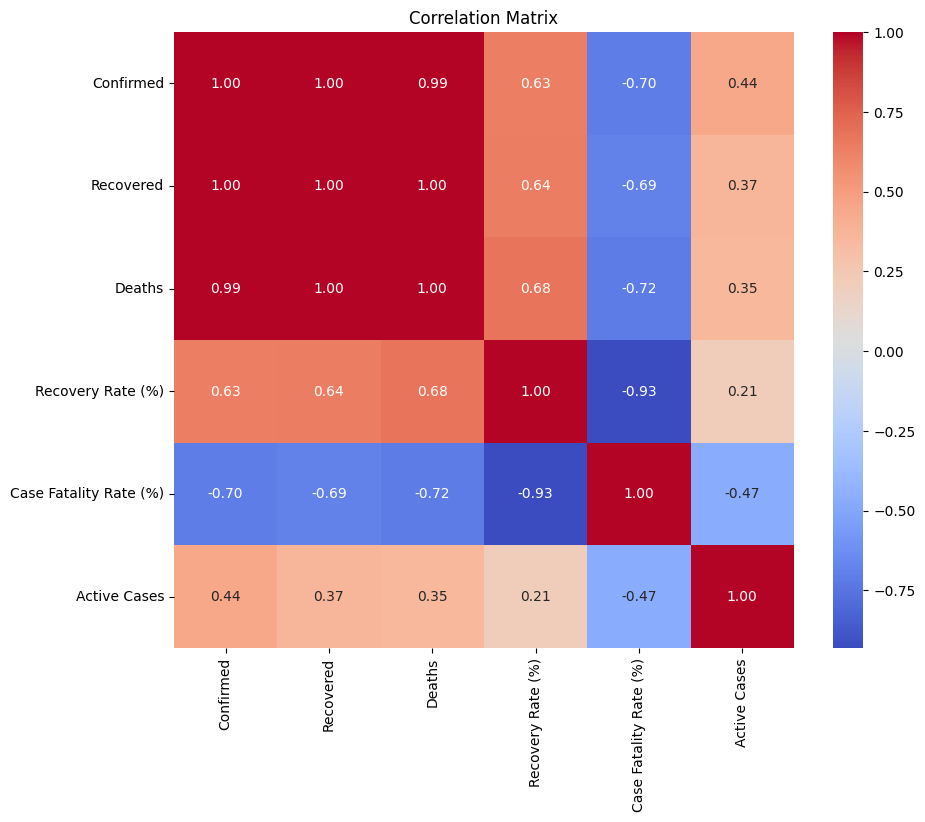 Correlation Matrix
Confirmed 1.00 1.00 0.99 0.63 -0.70 0.44
Recovered 1.00 1.00 1.00 0.64 -0.69 0.37
Deaths 0.99 1.00 1.00 0.68 -0.72 0.35
Recovery Rate (%) 0.63 0.64 0.68 1.00 -0.93 0.21
Case Fatality Rate (%) -0.70 -0.69 -0.72 -0.93 1.00 -0.47
Active Cases 0.44 0.37 0.35 0.21 -0.47 1.00
Confirmed
Recovered
Deaths
Recovery Rate (%)
Case Fatality Rate (%)
Active Cases
1.00
0.75
0.50
0.25
0.00
−0.25
−0.50
−0.75